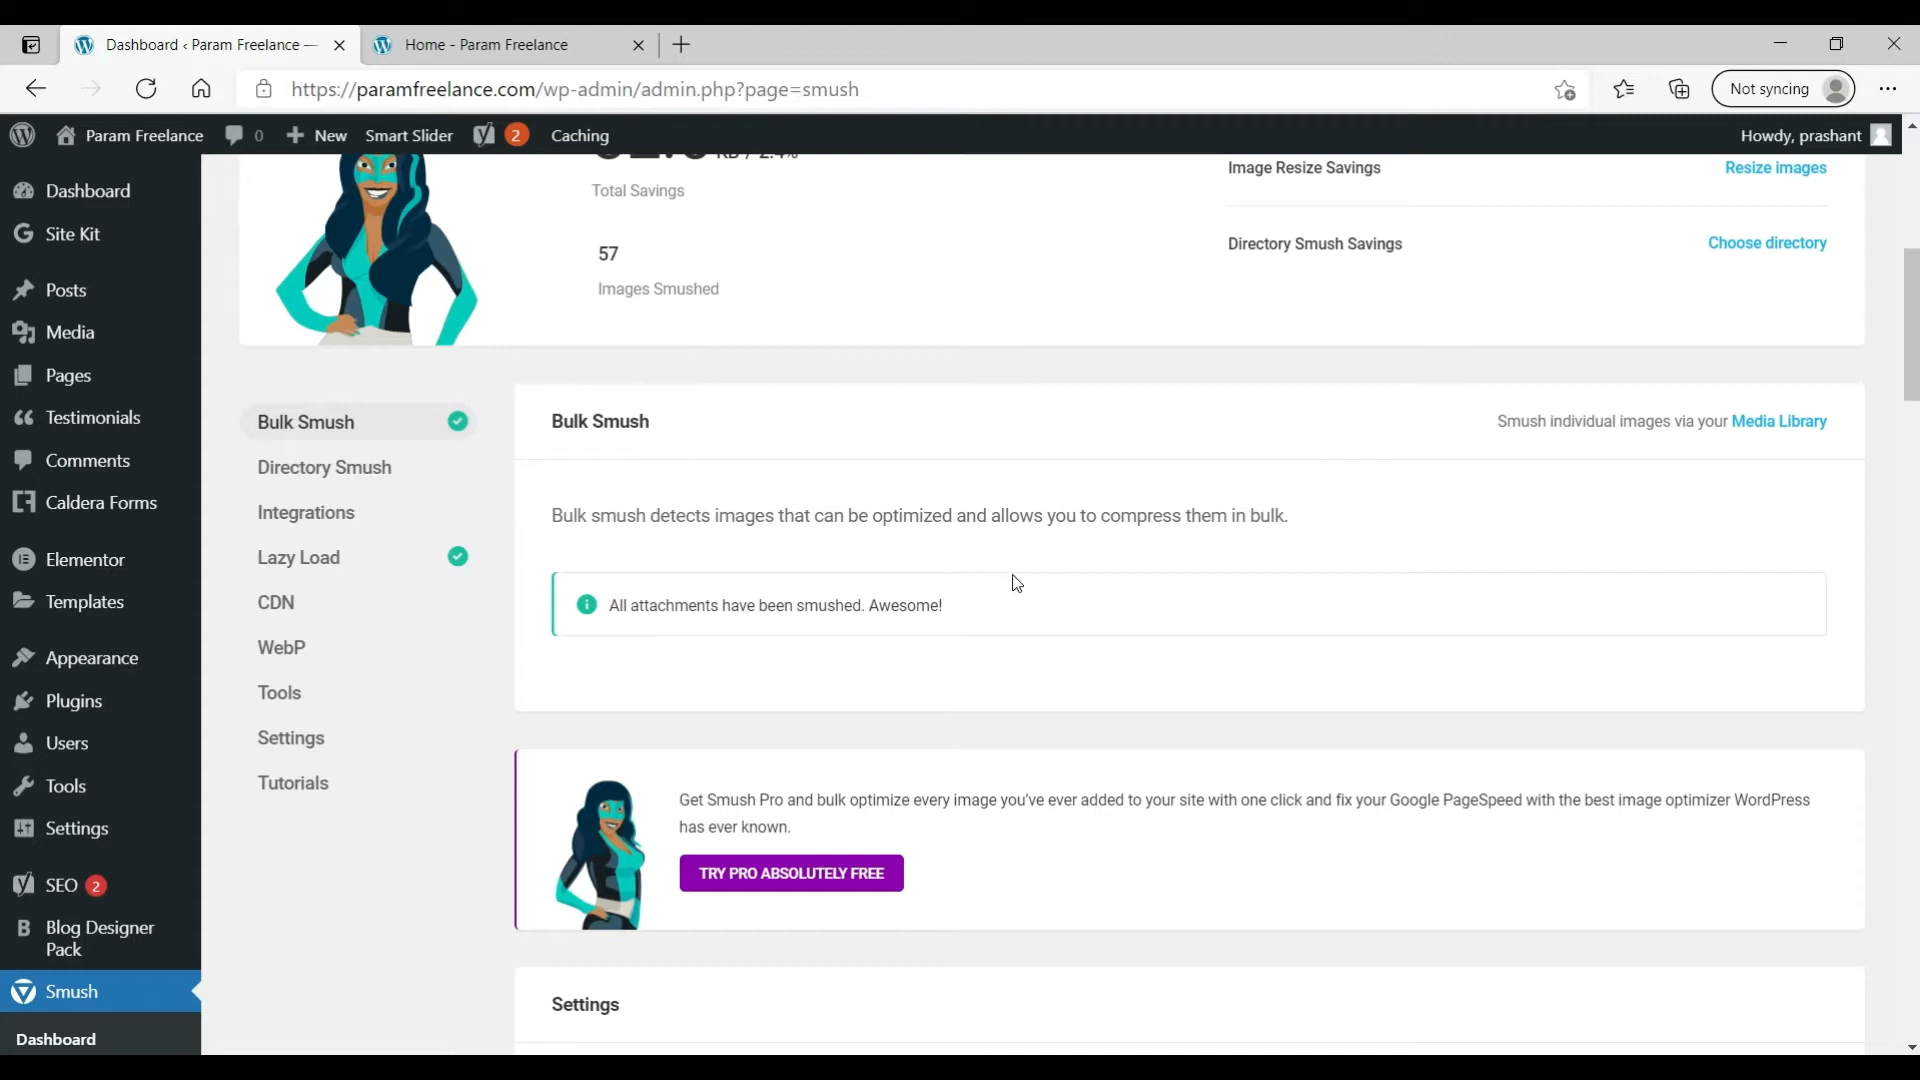 Dashboard ‹ Param Freelance —
Home - Param Freelance
https://paramfreelance.com/wp-admin/admin.php?page=smush
Not syncing
Param Freelance
0
New
Smart Slider
2
Caching
Howdy, prashant
Dashboard
Site Kit
Posts
Media
Pages
Testimonials
Comments
Caldera Forms
Elementor
Templates
Appearance
Plugins
Users
Tools
Settings
SEO 2
Blog Designer
Pack
Smush
Dashboard
Total Savings
57
Images Smushed
Image Resize Savings
Resize images
Directory Smush Savings
Choose directory
Bulk Smush
Directory Smush
Integrations
Lazy Load
CDN
WebP
Tools
Settings
Tutorials
Bulk Smush
Smush individual images via your Media Library
Bulk smush detects images that can be optimized and allows you to compress them in bulk.
All attachments have been smushed. Awesome!
Get Smush Pro and bulk optimize every image you've ever added to your site with one click and fix your Google PageSpeed with the best image optimizer WordPress
has ever known.
TRY PRO ABSOLUTELY FREE
Settings